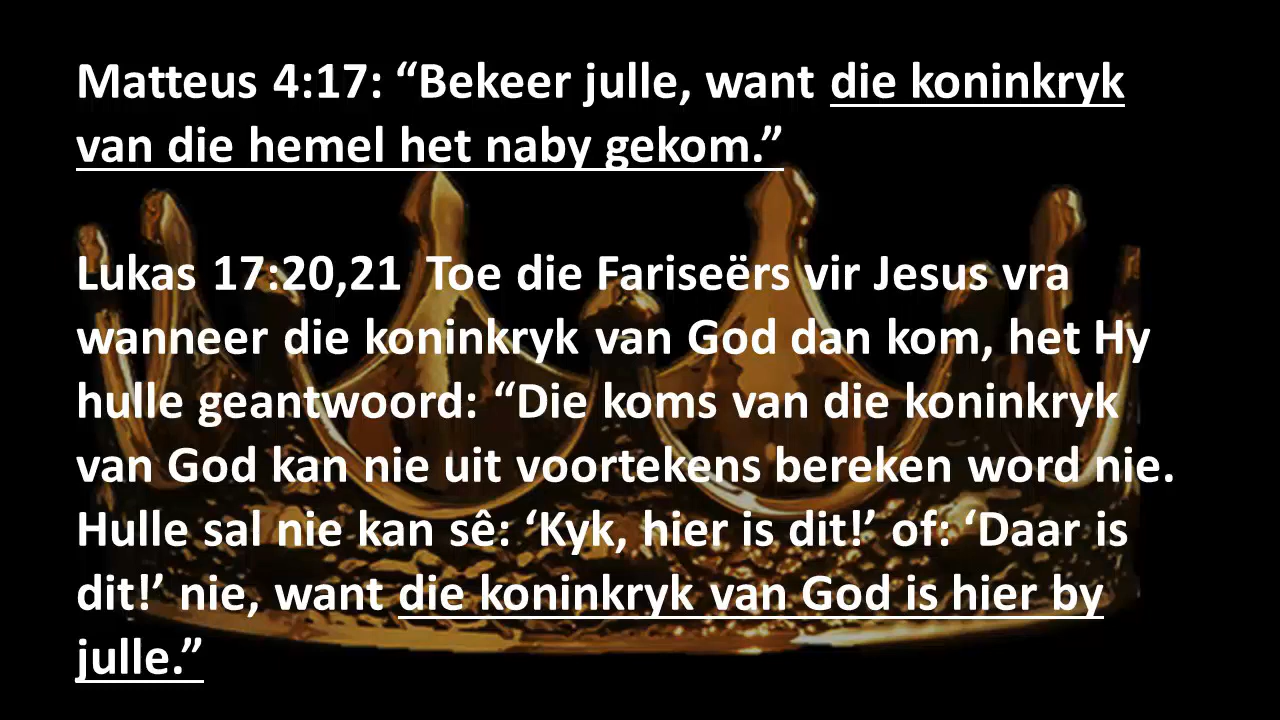 Matteus 4:17: “Bekeer julle, want die koninkryk
van die hemel het naby gekom.”
Lukas 17:20,21  Toe die Fariseërs vir Jesus vra
wanneer die koninkryk van God dan kom, het Hy
hulle geantwoord: “Die koms van die koninkryk
van God kan nie uit voortekens bereken word nie.
Hulle sal nie kan sê: ‘Kyk, hier is dit!’ of: ‘Daar is
dit!’ nie, want die koninkryk van God is hier by
julle.”